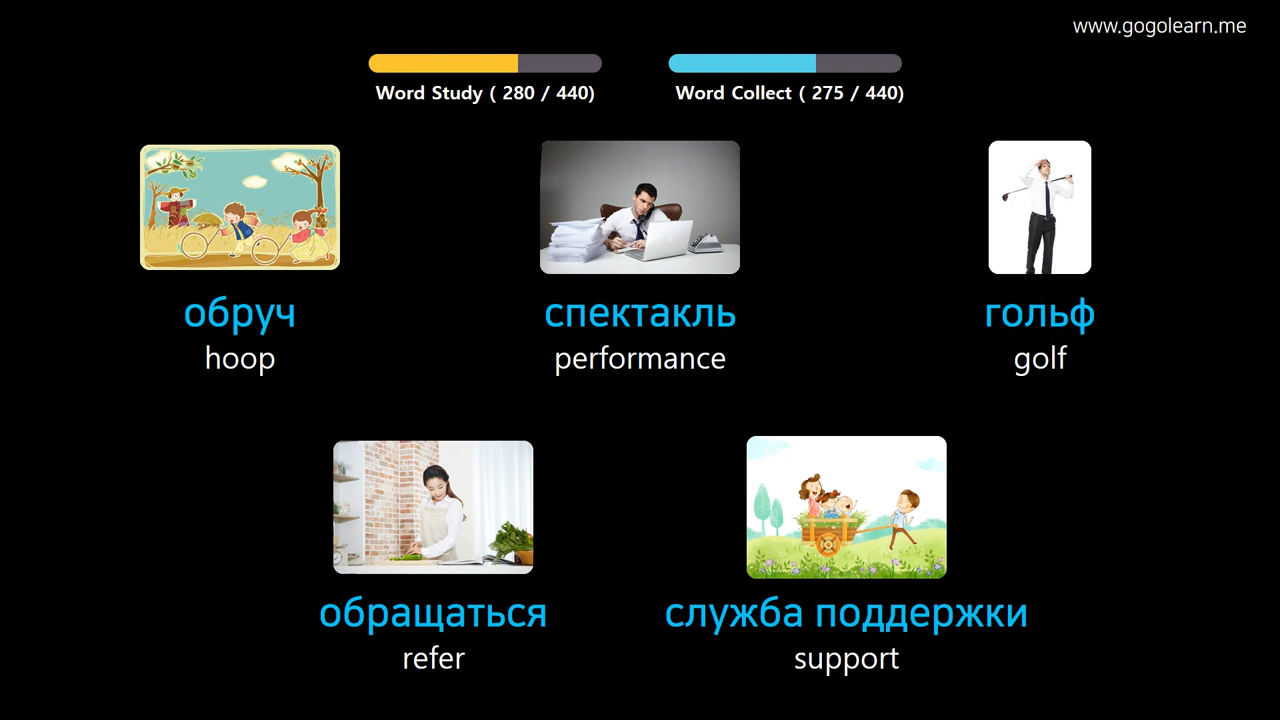 www.gogolearn.me
Word Study ( 280 / 440)
Word Collect ( 275 / 440)
обруч
hoop
спектакль
performance
гольф
golf
обращаться
refer
служба поддержки
support